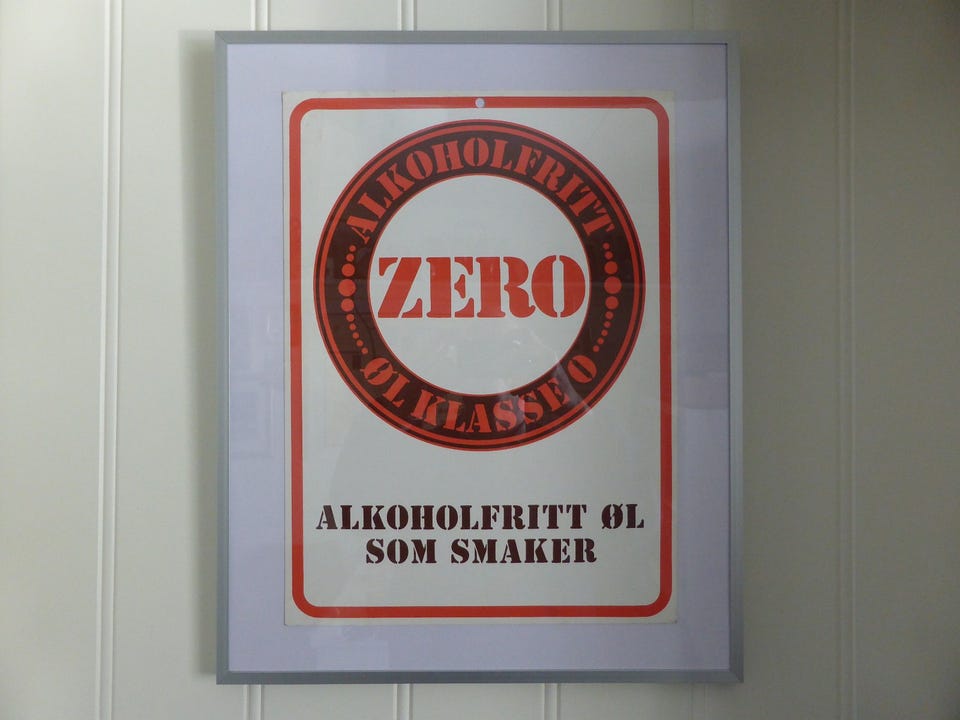 ALKOHOLFRITT
ZERO
ØL KLASSE 0
ALKOHOLFRITT ØL
SOM SMAKER